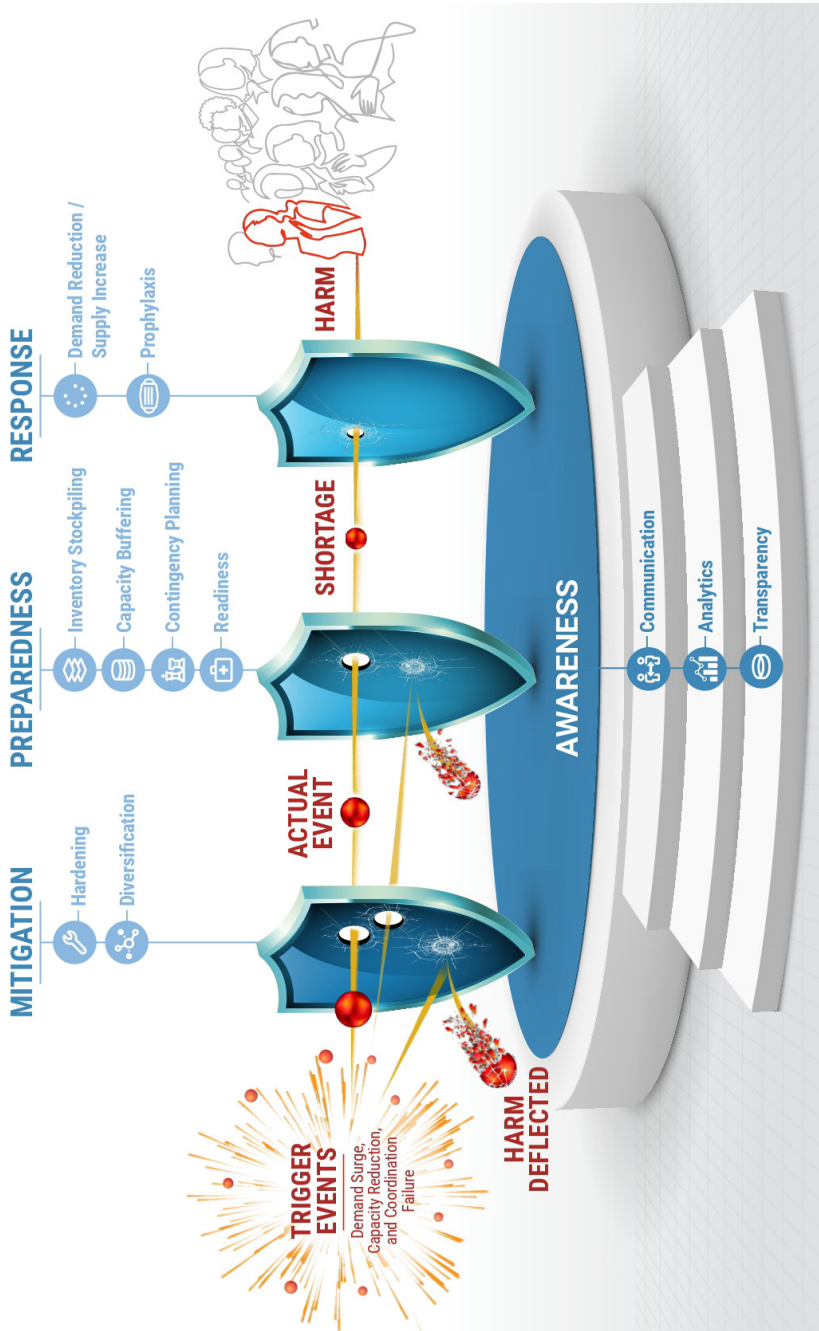 MITIGATION
Hardening
Diversification
PREPAREDNESS
Inventory Stockpiling
Capacity Buffering
Contingency Planning
Readiness
RESPONSE
Demand Reduction /
Supply Increase
Prophylaxis
TRIGGER
EVENTS
Demand Surge,
Capacity Reduction,
and Coordination
Failure
ACTUAL
EVENT
SHORTAGE
HARM
HARM
DEFLECTED
AWARENESS
Communication
Analytics
Transparency